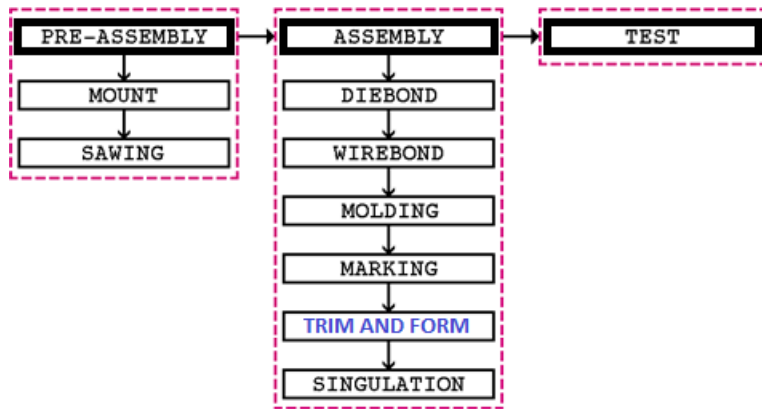 PRE-ASSEMBLY
MOUNT
SAWING
ASSEMBLY
DIEBOND
WIREBOND
MOLDING
MARKING
TRIM AND FORM
SINGULATION
TEST